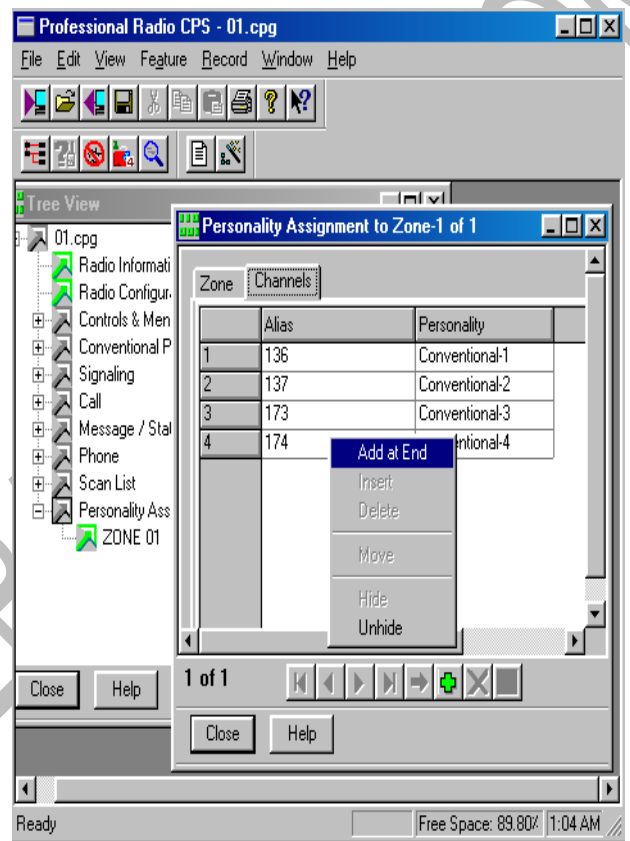 Professional Radio CPS - 01.cpg
File Edit View Feature Record Window Help
Tree View
01.cpg
Radio Informati
Radio Configur
Controls & Men
Conventional P
Signaling
Call
Message / Stat
Phone
Scan List
Personality Ass
ZONE 01
Close Help
Personality Assignment to Zone-1 of 1
Zone Channels
Alias Personality
1 136 Conventional-1
2 137 Conventional-2
3 173 Conventional-3
4 174 entional-4
Add at End
Insert
Delete
Move
Hide
Unhide
1 of 1
Close Help
Ready Free Space: 89.80% 1:04 AM